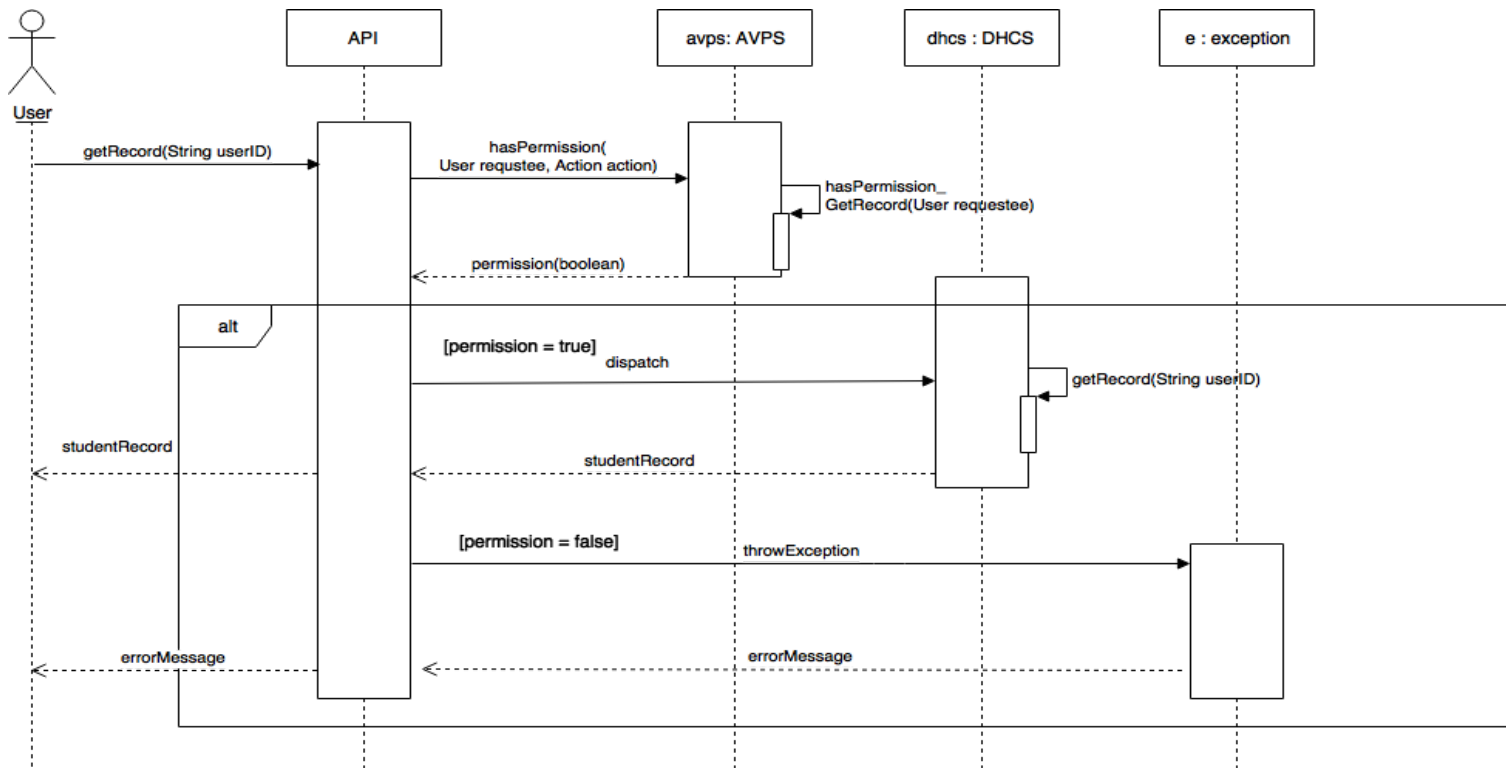 User
API
avps: AVPS
dhcs : DHCS
e : exception
getRecord(String userID)
hasPermission(
User requstee, Action action)
hasPermission_
GetRecord(User requestee)
permission(boolean)
alt
[permission = true]
dispatch
getRecord(String userID)
studentRecord
studentRecord
[permission = false]
throwException
errorMessage
errorMessage